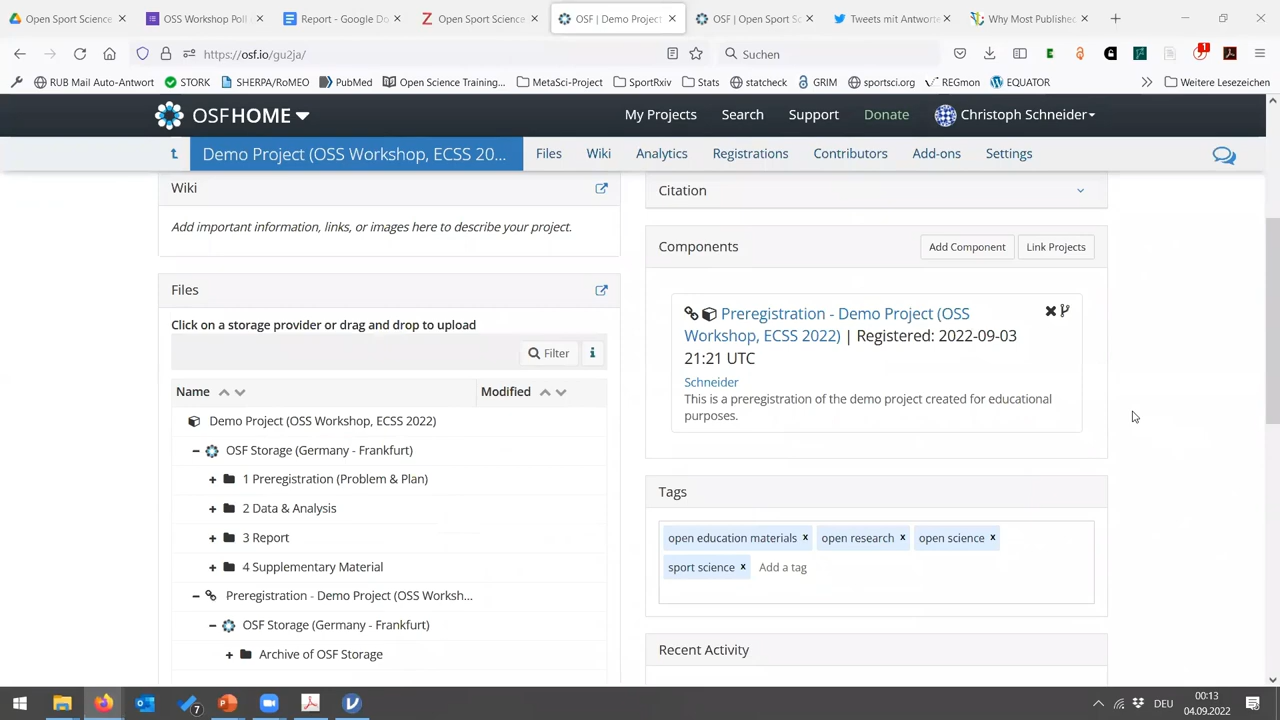 Open Sport Science
OSS Workshop Poll
Report - Google Do
Open Sport Science
OSF | Demo Project
OSF | Open Sport Sc
Tweets mit Antworte
Why Most Published
https://osf.io/gu2ja/
Suchen
1
RUB Mail-Auto-Antwort
STORK
SHERPA/RoMEO
PubMed
Open Science Training...
MetaSci-Project
SportRxiv
Stats
statcheck
GRIM
sportsci.org
REGmon
EQUATOR
Weitere Lesezeichen
OSFHOME
My Projects
Search
Support
Donate
Christoph Schneider
Demo Project (OSS Workshop, ECSS 20...
Files
Wiki
Analytics
Registrations
Contributors
Add-ons
Settings
Wiki
Add important information, links, or images here to describe your project.
Files
Click on a storage provider or drag and drop to upload
Filter
Name
Modified
Demo Project (OSS Workshop, ECSS 2022)
OSF Storage (Germany - Frankfurt)
1 Preregistration (Problem & Plan)
2 Data & Analysis
3 Report
4 Supplementary Material
Preregistration - Demo Project (OSS Worksh...
OSF Storage (Germany - Frankfurt)
Archive of OSF Storage
Citation
Components
Add Component
Link Projects
Preregistration - Demo Project (OSS
Workshop, ECSS 2022) | Registered: 2022-09-03
21:21 UTC
Schneider
This is a preregistration of the demo project created for educational
purposes.
Tags
open education materials x
open research x
open science x
sport science x
Add a tag
Recent Activity
7
DEU
00:13
04.09.2022